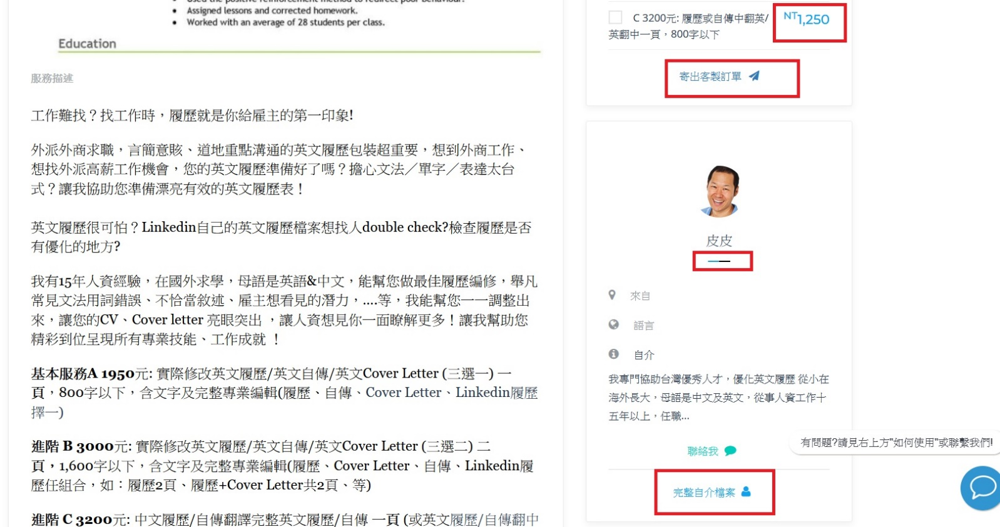 Used the positive reinforcement method to redirect poor behaviour.
Assigned lessons and corrected homework.
Worked with an average of 28 students per class.
Education
服務描述
工作難找？找工作時，履歷就是你給雇主的第一印象!
外派外商求職，言簡意賅、道地重點溝通的英文履歷包裝超重要，想到外商工作、
想找外派高薪工作機會，您的英文履歷準備好了嗎？擔心文法／單字／表達太台
式？讓我協助您準備漂亮有效的英文履歷表！
英文履歷很可怕？Linkedin自己的英文履歷檔案想找人double check?檢查履歷是否
有優化的地方?
我有15年人資經驗，在國外求學，母語是英語&中文，能幫您做最佳履歷編修，舉凡
常見文法用詞錯誤、不恰當敘述、雇主想看見的潛力，....等，我能幫您一一調整出
來，讓您的CV、Cover letter 亮眼突出 ，讓人資想見你一面瞭解更多！讓我幫助您
精彩到位呈現所有專業技能、工作成就 ！
基本服務A 1950元: 實際修改英文履歷/英文自傳/英文Cover Letter (三選一) 一
頁，800字以下，含文字及完整專業編輯(履歷、自傳、Cover Letter、Linkedin履歷
擇一)
進階 B 3000元: 實際修改英文履歷/英文自傳/英文Cover Letter (三選二) 二
頁，1,600字以下，含文字及完整專業編輯(履歷、Cover Letter、自傳、Linkedin履
歷任組合，如：履歷2頁、履歷+Cover Letter共2頁、等)
進階 C 3200元: 中文履歷/自傳翻譯完整英文履歷/自傳 一頁 (或英文履歷/自傳翻中
C 3200元: 履歷或自傳中翻英/
英翻中一頁，800字以下
NT1,250
寄出客製訂單
皮皮
來自
語言
自介
我專門協助台灣優秀人才，優化英文履歷 從小在
海外長大，母語是中文及英文，從事人資工作十
五年以上，任職...
聯絡我
完整自介檔案
有問題?請見右上方"如何使用"或聯繫我們!